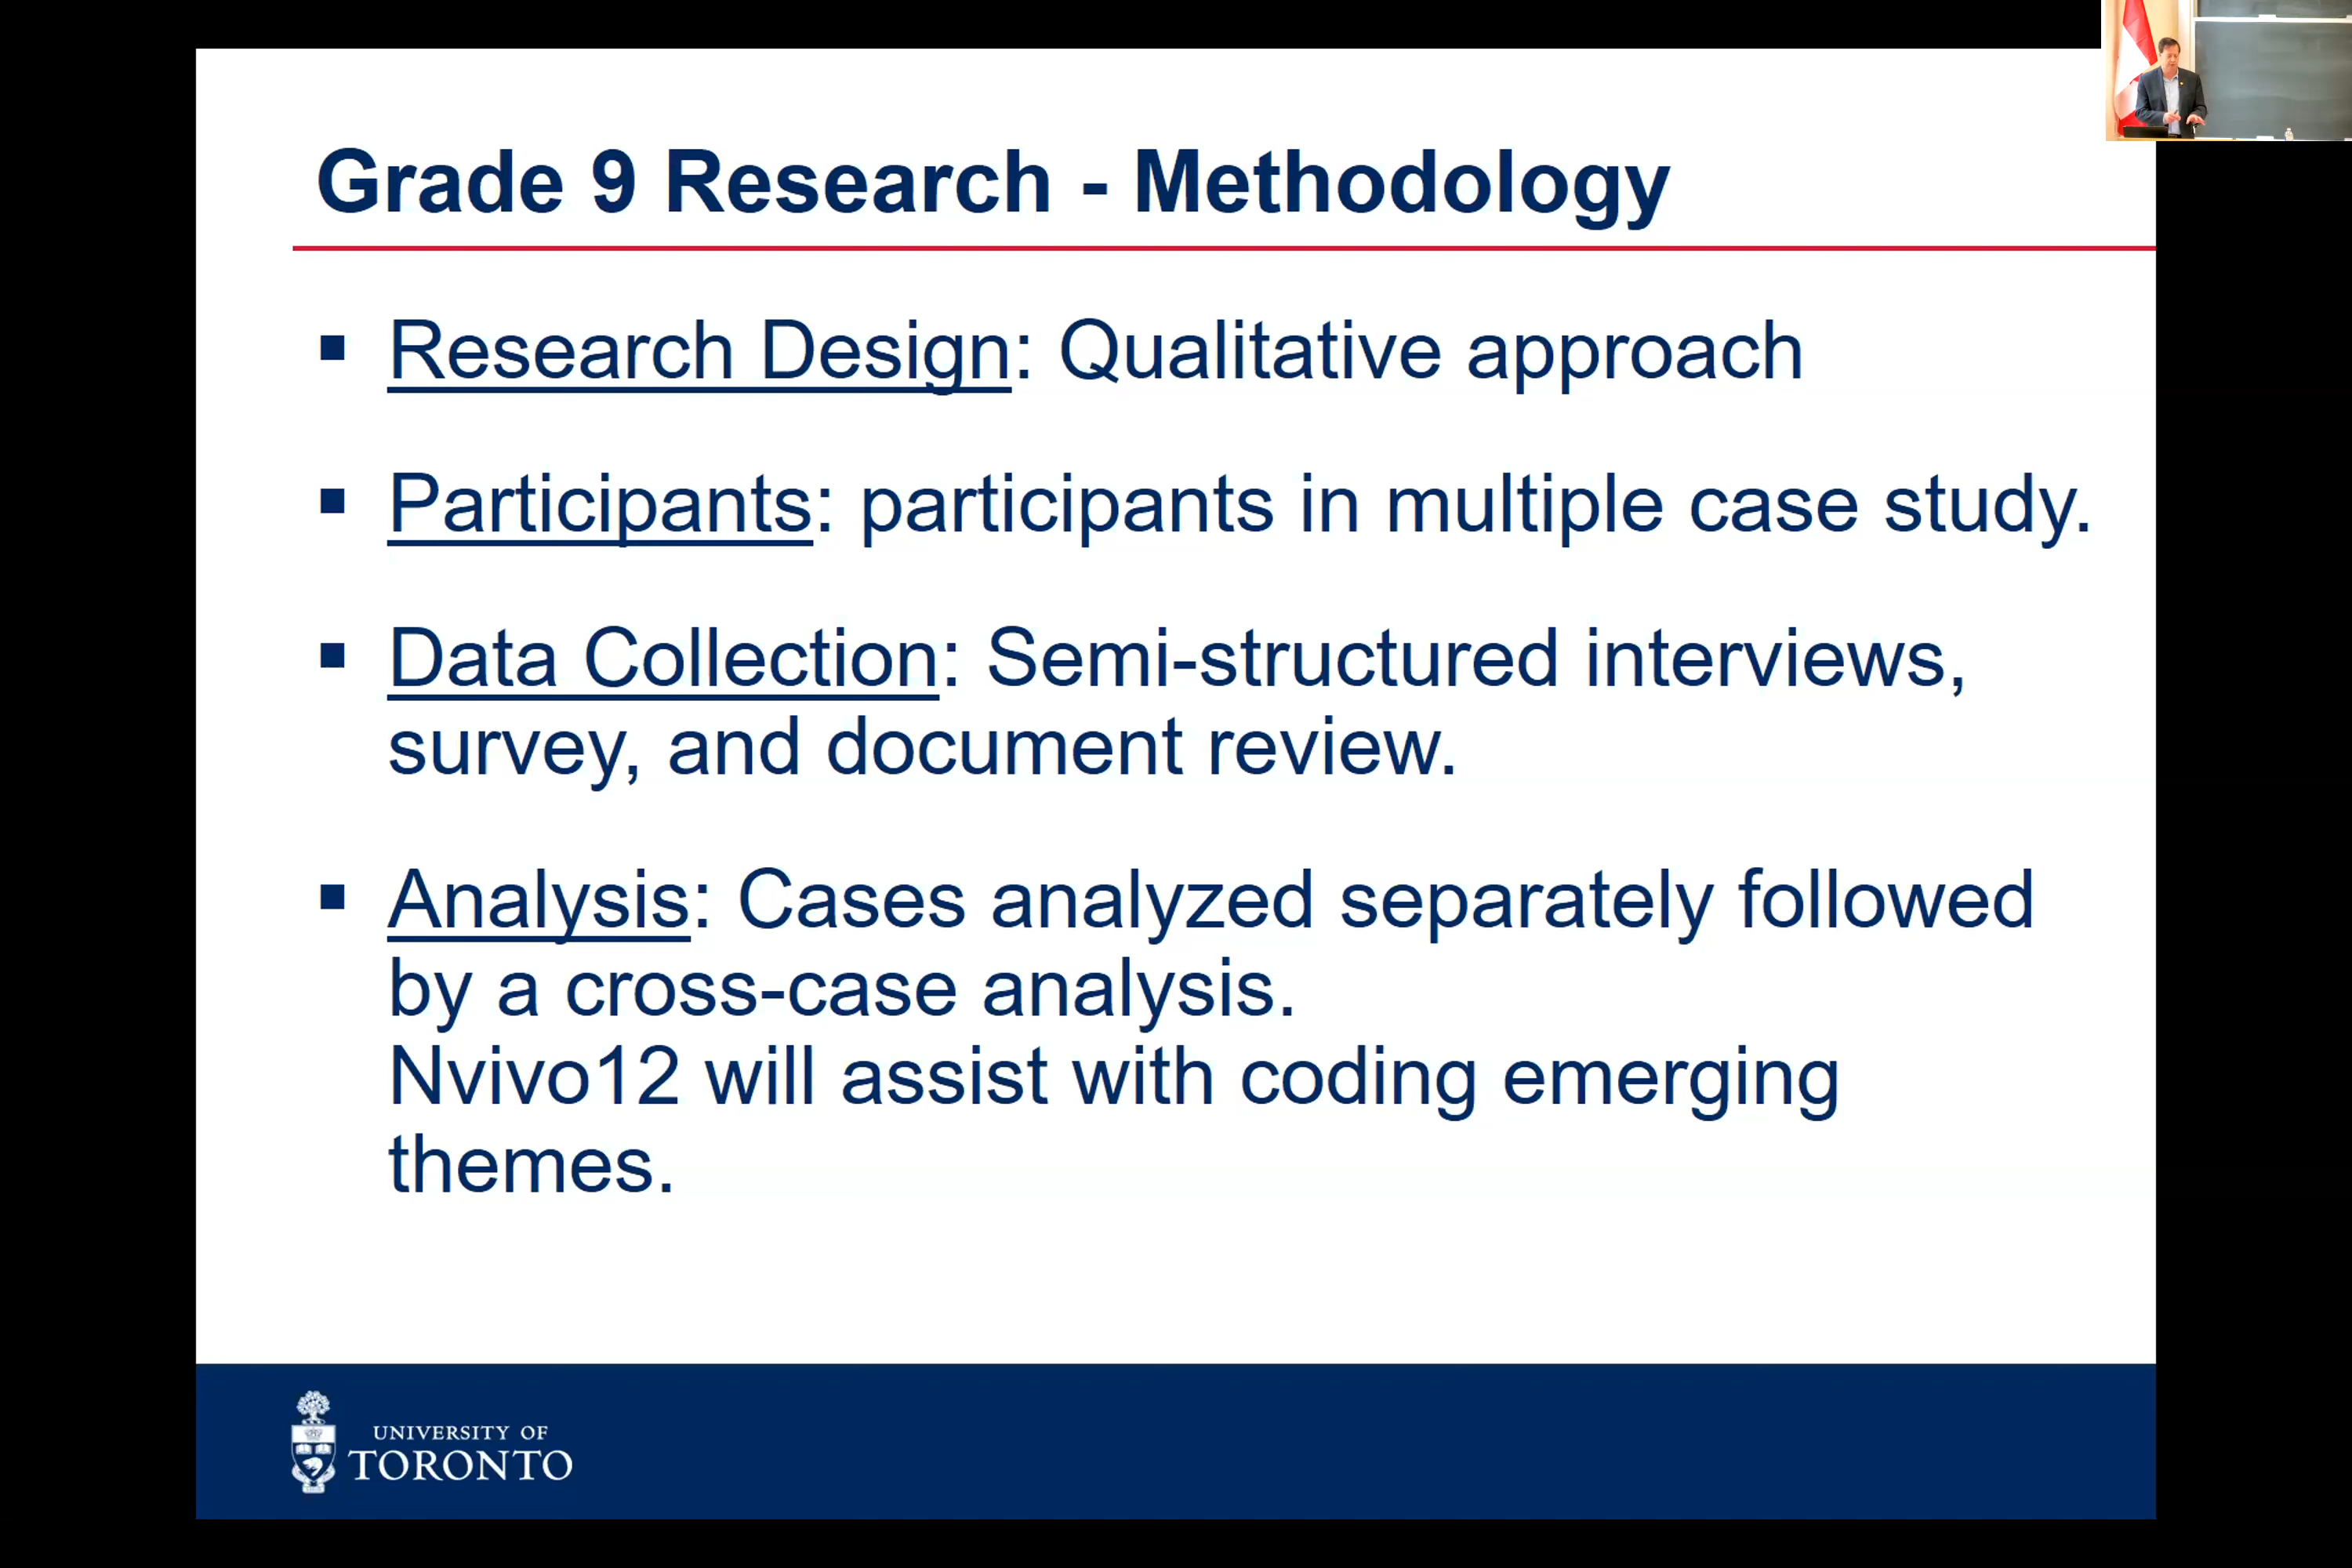 Grade 9 Research - Methodology
▪ Research Design: Qualitative approach
▪ Participants: participants in multiple case study.
▪ Data Collection: Semi-structured interviews,
survey, and document review.
▪ Analysis: Cases analyzed separately followed
by a cross-case analysis.
Nvivo12 will assist with coding emerging
themes.
UNIVERSITY OF
TORONTO